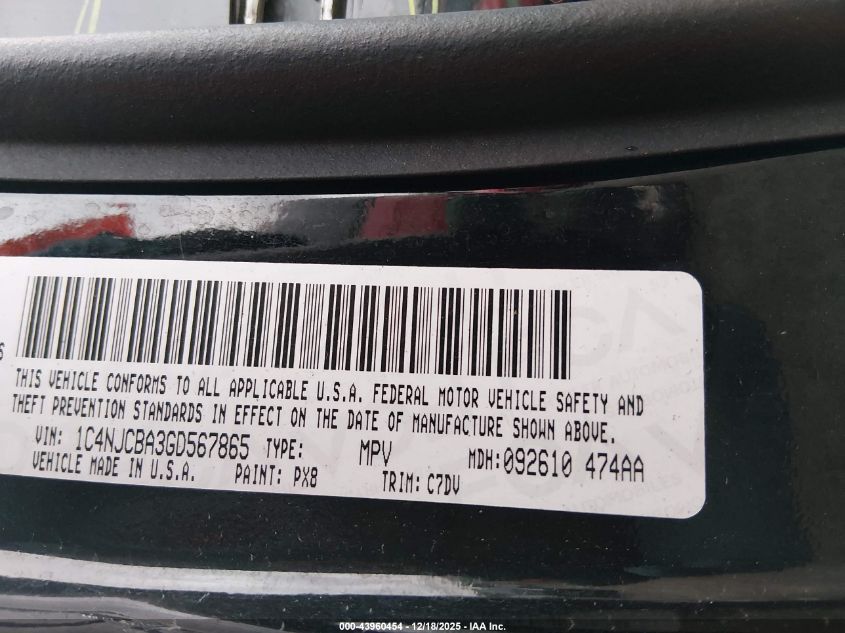 THIS VEHICLE CONFORMS TO ALL APPLICABLE U.S.A. FEDERAL MOTOR VEHICLE SAFETY AND
THEFT PREVENTION STANDARDS IN EFFECT ON THE DATE OF MANUFACTURE SHOWN ABOVE.
VIN: 1C4NJCBA3GD567865 TYPE: MPV MDH:092610 474AA
VEHICLE MADE IN U.S.A. PAINT: PX8 TRIM: C7DV
000-43960454 - 12/18/2025 - IAA Inc.